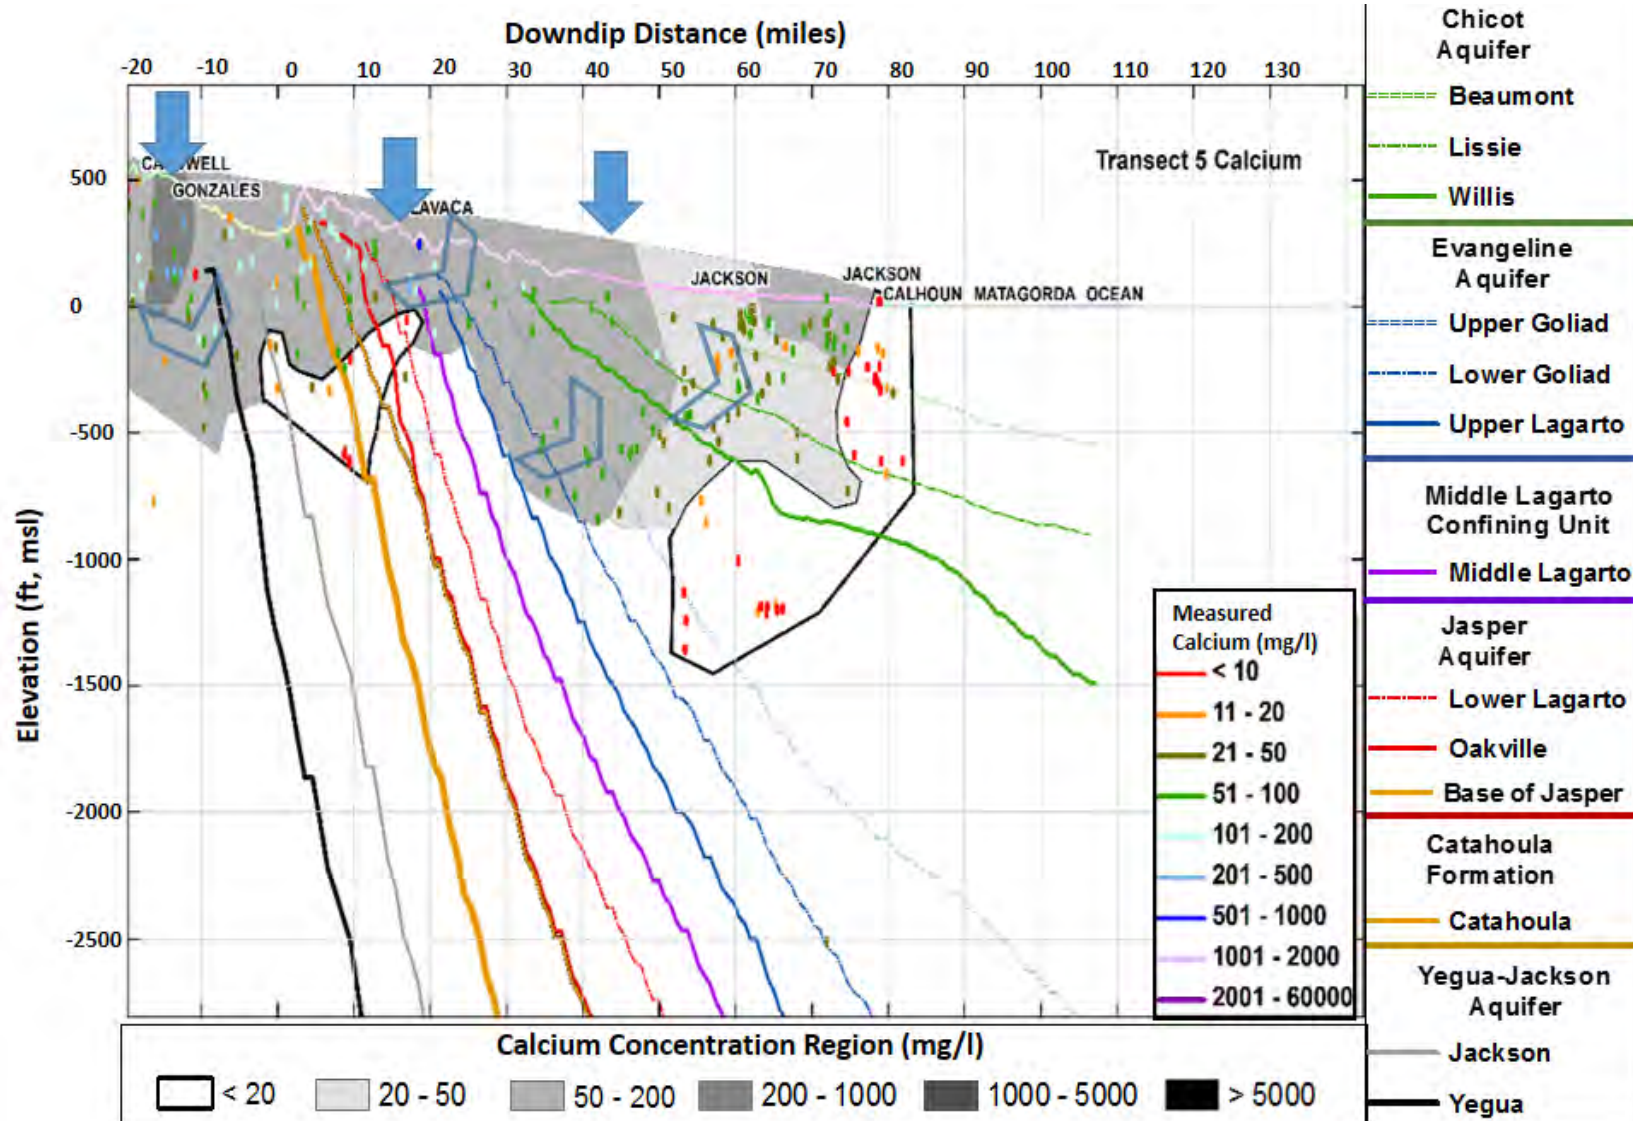 Downdip Distance (miles)
-20 -10 0 10 20 30 40 50 60 70 80 90 100 110 120 130
Transect 5 Calcium
GONZALES
LAVACA
JACKSON
JACKSON
CALHOUN MATAGORDA OCEAN
Elevation (ft, msl)
500
0
-500
-1000
-1500
-2000
-2500
Measured
Calcium (mg/l)
< 10
11 - 20
21 - 50
51 - 100
101 - 200
201 - 500
501 - 1000
1001 - 2000
2001 - 60000
Calcium Concentration Region (mg/l)
< 20 20 - 50 50 - 200 200 - 1000 1000 - 5000 > 5000
Chicot
Aquifer
Beaumont
Lissie
Willis
Evangeline
Aquifer
Upper Goliad
Lower Goliad
Upper Lagarto
Middle Lagarto
Confining Unit
Middle Lagarto
Jasper
Aquifer
Lower Lagarto
Oakville
Base of Jasper
Catahoula
Formation
Catahoula
Yegua-Jackson
Aquifer
Jackson
Yegua